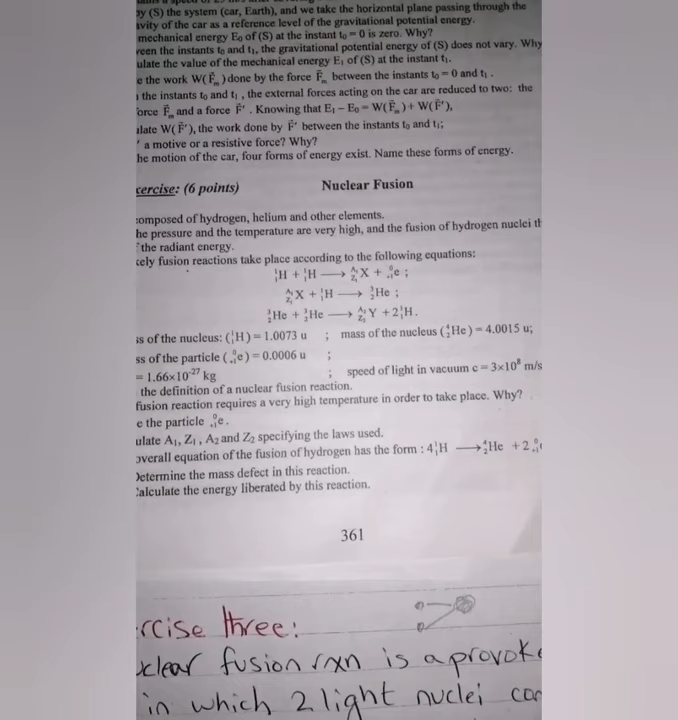 by (S) the system (car, Earth), and we take the horizontal plane passing through the
avity of the car as a reference level of the gravitational potential energy.
mechanical energy E₀ of (S) at the instant t₀ = 0 is zero. Why?
veen the instants t₀ and t₁, the gravitational potential energy of (S) does not vary. Why
ulate the value of the mechanical energy E₁ of (S) at the instant t₁.
e the work W(F⃗ₘ) done by the force F⃗ₘ between the instants t₀ = 0 and t₁.
the instants t₀ and t₁, the external forces acting on the car are reduced to two: the
orce F⃗ₘ and a force F⃗'. Knowing that E₁ – E₀ = W(F⃗ₘ) + W(F⃗'),
ulate W(F⃗'), the work done by F⃗' between the instants t₀ and t₁;
' a motive or a resistive force? Why?
he motion of the car, four forms of energy exist. Name these forms of energy.
xercise: (6 points) Nuclear Fusion
composed of hydrogen, helium and other elements.
he pressure and the temperature are very high, and the fusion of hydrogen nuclei th
the radiant energy.
kely fusion reactions take place according to the following equations:
¹₁H + ¹₁H ⟶ ᴬ¹Z₁X + ⁰₊₁e ;
ᴬ¹Z₁X + ¹₁H ⟶ ³₂He ;
³₂He + ³₂He ⟶ ᴬ²Z₂Y + 2¹₁H.
ss of the nucleus: (¹₁H) = 1.0073 u ; mass of the nucleus (⁴₂He) = 4.0015 u;
ss of the particle (⁰₊₁e) = 0.0006 u ;
= 1.66×10⁻²⁷ kg ; speed of light in vacuum c = 3×10⁸ m/s
the definition of a nuclear fusion reaction.
fusion reaction requires a very high temperature in order to take place. Why?
e the particle ⁰₊₁e.
ulate A₁, Z₁, A₂ and Z₂ specifying the laws used.
overall equation of the fusion of hydrogen has the form : 4¹₁H ⟶ ⁴₂He + 2⁰₊₁e
Determine the mass defect in this reaction.
Calculate the energy liberated by this reaction.
361
rcise three:
clear fusion rxn is a provoke
in which 2 light nuclei com